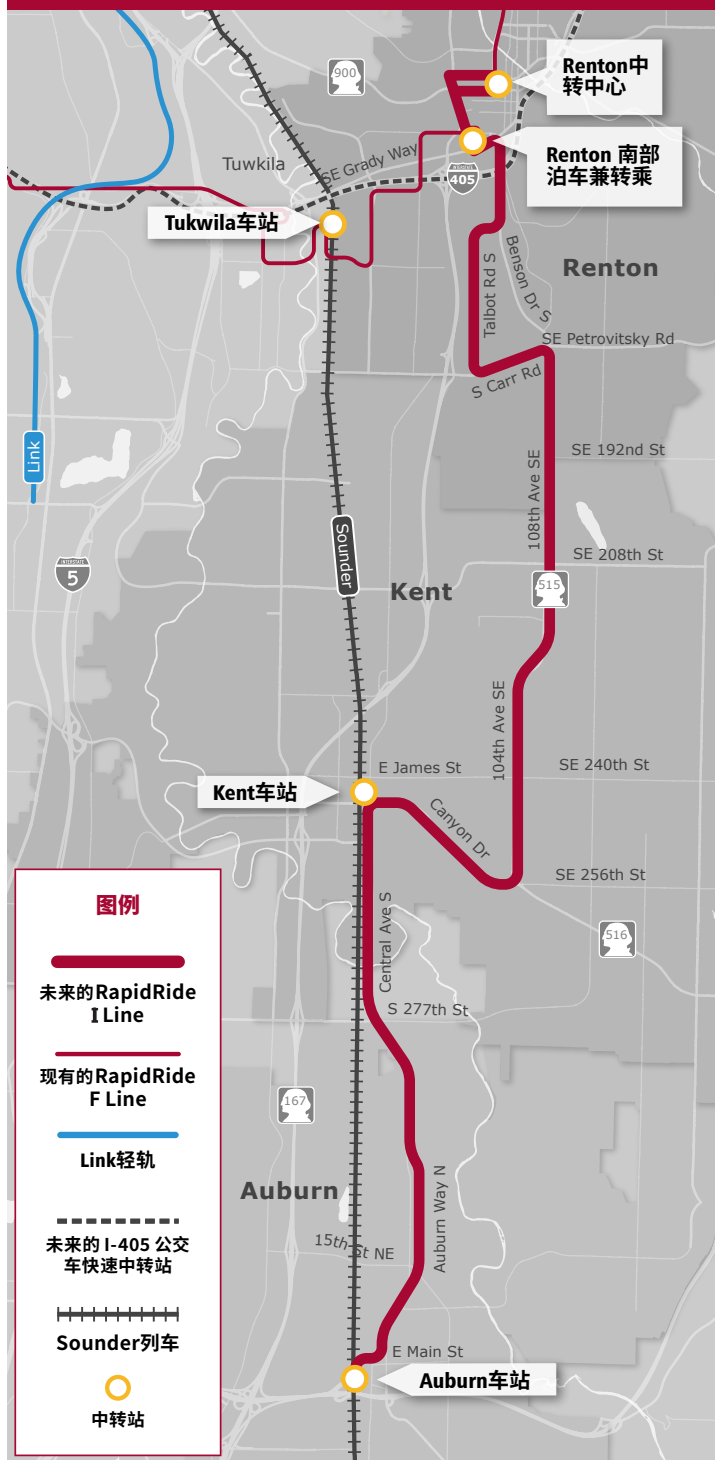 Renton中
转中心
900
Renton 南部
泊车兼转乘
SE Grady Way
Tuwkila
INTERSTATE
405
Tukwila车站
Renton
Benson Dr S
Talbot Rd S
SE Petrovitsky Rd
S Carr Rd
Link
SE 192nd St
108th Ave SE
Sounder
SE 208th St
INTERSTATE
5
515
Kent
104th Ave SE
E James St
SE 240th St
Kent车站
Canyon Dr
SE 256th St
Central Ave S
516
S 277th St
167
Auburn
Auburn Way N
15th St NE
E Main St
Auburn车站
图例
未来的RapidRide
I Line
现有的RapidRide
F Line
Link轻轨
未来的 I-405 公交
车快速中转站
Sounder列车
中转站